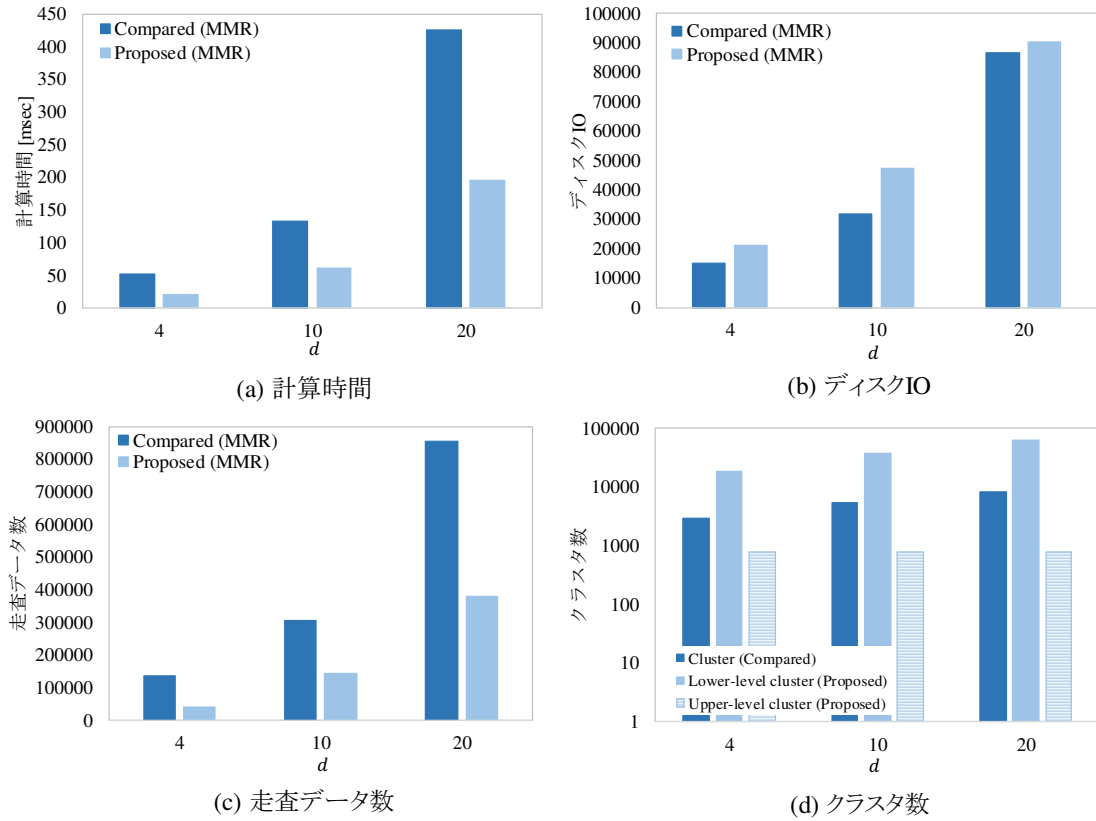 450
400
350
300
250
200
150
100
50
0
計算時間 [msec]
Compared (MMR)
Proposed (MMR)
4
10
20
d
(a) 計算時間
100000
90000
80000
70000
60000
50000
40000
30000
20000
10000
0
ディスクIO
Compared (MMR)
Proposed (MMR)
4
10
20
d
(b) ディスクIO
900000
800000
700000
600000
500000
400000
300000
200000
100000
0
走査データ数
Compared (MMR)
Proposed (MMR)
4
10
20
d
(c) 走査データ数
100000
10000
1000
100
10
1
クラスタ数
Cluster (Compared)
Lower-level cluster (Proposed)
Upper-level cluster (Proposed)
4
10
20
d
(d) クラスタ数